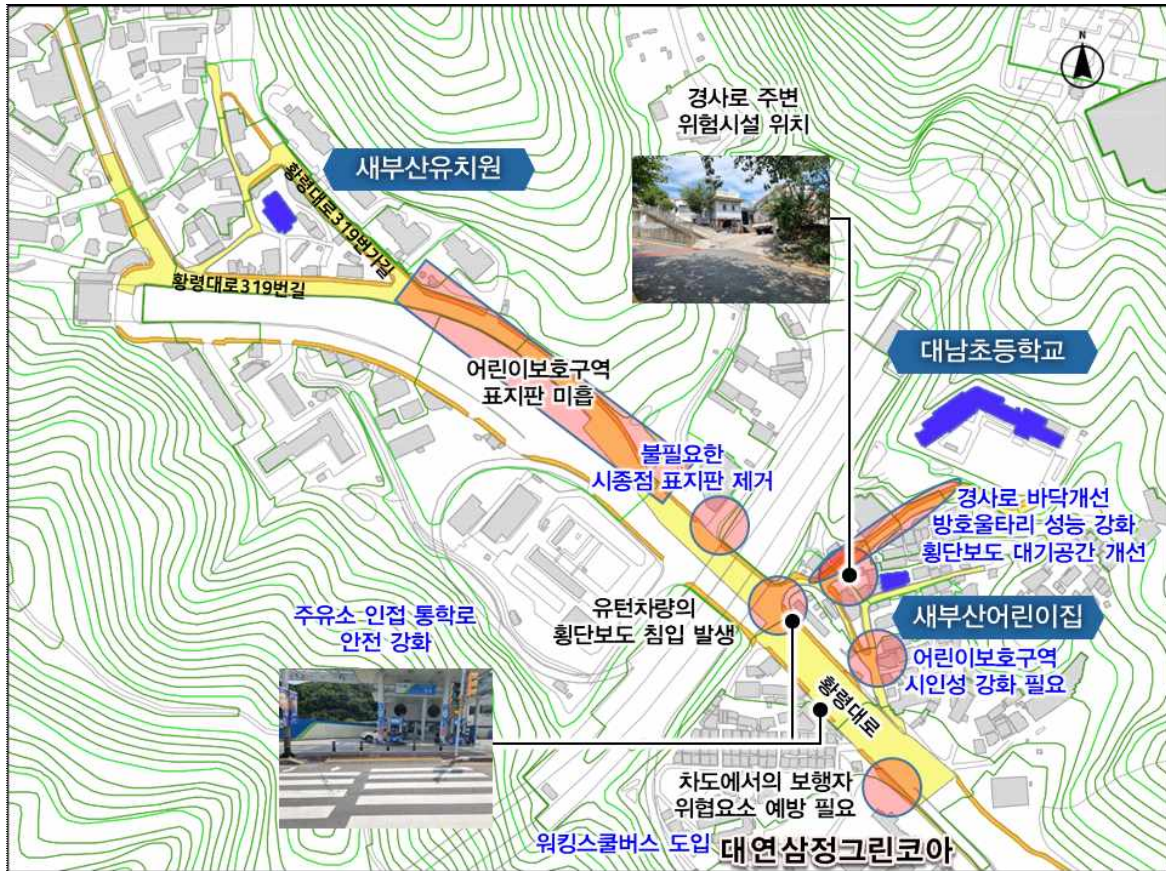 N
경사로 주변
위험시설 위치
새부산유치원
황령대로319번가길
황령대로319번길
대남초등학교
어린이보호구역
표지판 미흡
불필요한
시종점 표지판 제거
경사로 바닥개선
방호울타리 성능 강화
횡단보도 대기공간 개선
주유소 인접 통학로
안전 강화
유턴차량의
횡단보도 침입 발생
새부산어린이집
어린이보호구역
시인성 강화 필요
황령대로
차도에서의 보행자
위협요소 예방 필요
워킹스쿨버스 도입
대연삼정그린코아